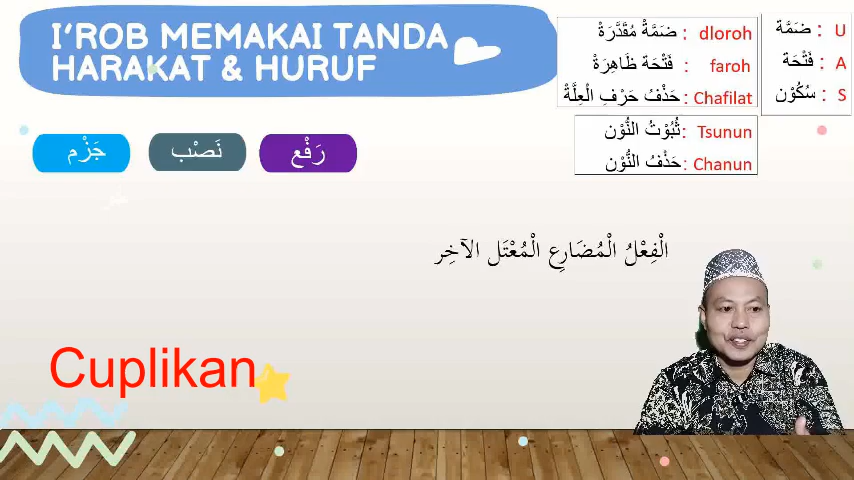 I'ROB MEMAKAI TANDA
HARAKAT & HURUF
dloroh : ضَمَّةْ مُقَدَّرَةْ
faroh : فَتْحَة ظَاهِرَةْ
Chafilat : حَذْفُ حَرْفِ الْعِلَّةْ
U : ضَمَّة
A : فَتْحَة
S : سُكُوْن
Tsunun : ثُبُوْتُ النُّوْن
Chanun : حَذْفُ النُّوْن
رَفْع
نَصْب
جَزْم
الْفِعْلُ الْمُضَارِع الْمُعْتَل الآخِر
Cuplikan